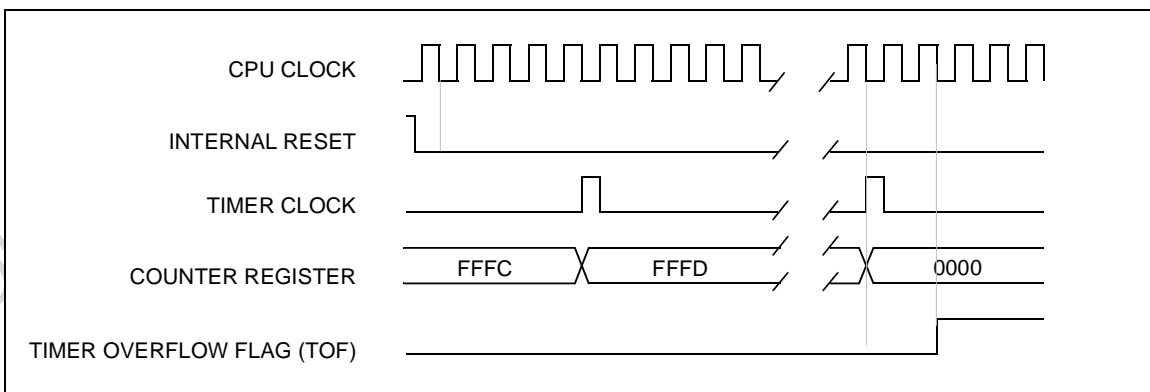 CPU CLOCK
INTERNAL RESET
TIMER CLOCK
COUNTER REGISTER
FFFC
FFFD
0000
TIMER OVERFLOW FLAG (TOF)